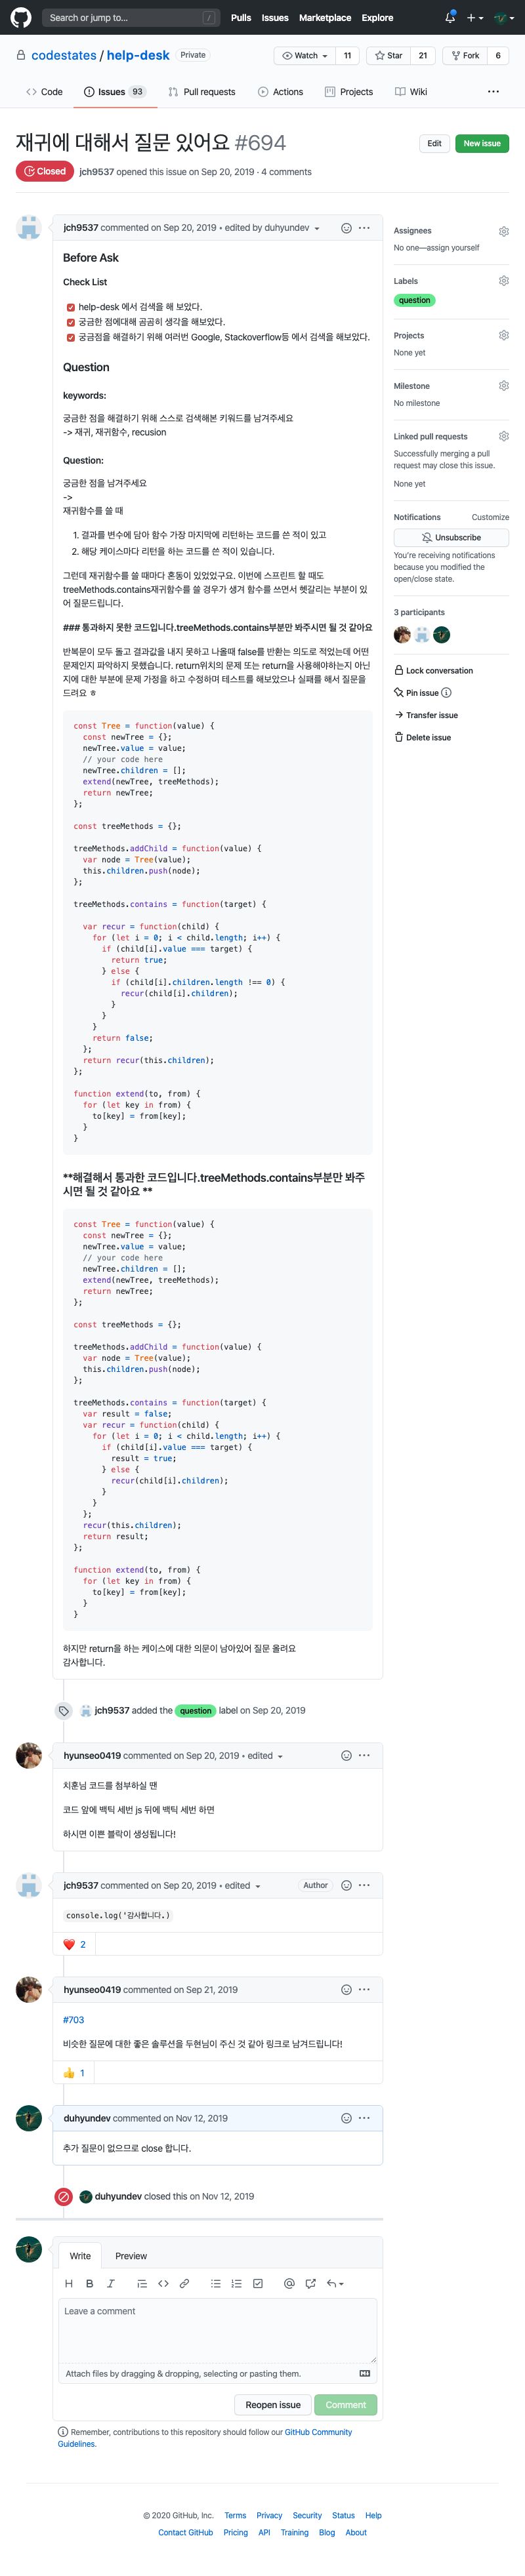 Search or jump to...
/
Pulls Issues Marketplace Explore
codestates / help-desk Private
Watch 11 Star 21 Fork 6
Code Issues 93 Pull requests Actions Projects Wiki ...
재귀에 대해서 질문 있어요 #694
Edit New issue
Closed jch9537 opened this issue on Sep 20, 2019 · 4 comments
jch9537 commented on Sep 20, 2019 • edited by duhyundev
Before Ask
Check List
help-desk 에서 검색을 해 보았다.
궁금한 점에대해 곰곰히 생각을 해보았다.
궁금점을 해결하기 위해 여러번 Google, Stackoverflow등 에서 검색을 해보았다.
Question
keywords:
궁금한 점을 해결하기 위해 스스로 검색해본 키워드를 남겨주세요
-> 재귀, 재귀함수, recusion
Question:
궁금한 점을 남겨주세요
->
재귀함수를 쓸 때
1. 결과를 변수에 담아 함수 가장 마지막에 리턴하는 코드를 쓴 적이 있고
2. 해당 케이스마다 리턴을 하는 코드를 쓴 적이 있습니다.
그런데 재귀함수를 쓸 때마다 혼동이 있었었구요. 이번에 스프린트 할 때도
treeMethods.contains재귀함수를 쓸 경우가 생겨 함수를 쓰면서 헷갈리는 부분이 있
어 질문드립니다.
### 통과하지 못한 코드입니다.treeMethods.contains부분만 봐주시면 될 것 같아요
반복문이 모두 돌고 결과값을 내지 못하고 나올때 false를 반환는 의도로 적었는데 어떤
문제인지 파악하지 못했습니다. return위치의 문제 또는 return을 사용해야하는지 아닌
지에 대한 부분에 문제 가정을 하고 수정하며 테스트를 해보았으나 실패를 해서 질문을
드려요 ㅎ
const Tree = function(value) {
  const newTree = {};
  newTree.value = value;
  // your code here
  newTree.children = [];
  extend(newTree, treeMethods);
  return newTree;
};
const treeMethods = {};
treeMethods.addChild = function(value) {
  var node = Tree(value);
  this.children.push(node);
};
treeMethods.contains = function(target) {
  var recur = function(child) {
    for (let i = 0; i < child.length; i++) {
      if (child[i].value === target) {
        return true;
      } else {
        if (child[i].children.length !== 0) {
          recur(child[i].children);
        }
      }
    }
    return false;
  };
  return recur(this.children);
};
function extend(to, from) {
  for (let key in from) {
    to[key] = from[key];
  }
}
**해결해서 통과한 코드입니다.treeMethods.contains부분만 봐주
시면 될 것 같아요 **
const Tree = function(value) {
  const newTree = {};
  newTree.value = value;
  // your code here
  newTree.children = [];
  extend(newTree, treeMethods);
  return newTree;
};
const treeMethods = {};
treeMethods.addChild = function(value) {
  var node = Tree(value);
  this.children.push(node);
};
treeMethods.contains = function(target) {
  var result = false;
  var recur = function(child) {
    for (let i = 0; i < child.length; i++) {
      if (child[i].value === target) {
        result = true;
      } else {
        recur(child[i].children);
      }
    }
  };
  recur(this.children);
  return result;
};
function extend(to, from) {
  for (let key in from) {
    to[key] = from[key];
  }
}
하지만 return을 하는 케이스에 대한 의문이 남아있어 질문 올려요
감사합니다.
Assignees
No one—assign yourself
Labels
question
Projects
None yet
Milestone
No milestone
Linked pull requests
Successfully merging a pull
request may close this issue.
None yet
Notifications Customize
Unsubscribe
You're receiving notifications
because you modified the
open/close state.
3 participants
Lock conversation
Pin issue
Transfer issue
Delete issue
jch9537 added the question label on Sep 20, 2019
hyunseo0419 commented on Sep 20, 2019 • edited
치훈님 코드를 첨부하실 땐
코드 앞에 백틱 세번 js 뒤에 백틱 세번 하면
하시면 이쁜 블락이 생성됩니다!
jch9537 commented on Sep 20, 2019 • edited Author
console.log('감사합니다.)
❤️ 2
hyunseo0419 commented on Sep 21, 2019
#703
비슷한 질문에 대한 좋은 솔루션을 두현님이 주신 것 같아 링크로 남겨드립니다!
👍 1
duhyundev commented on Nov 12, 2019
추가 질문이 없으므로 close 합니다.
duhyundev closed this on Nov 12, 2019
Write Preview
Leave a comment
Attach files by dragging & dropping, selecting or pasting them.
Reopen issue Comment
Remember, contributions to this repository should follow our GitHub Community
Guidelines.
© 2020 GitHub, Inc. Terms Privacy Security Status Help
Contact GitHub Pricing API Training Blog About